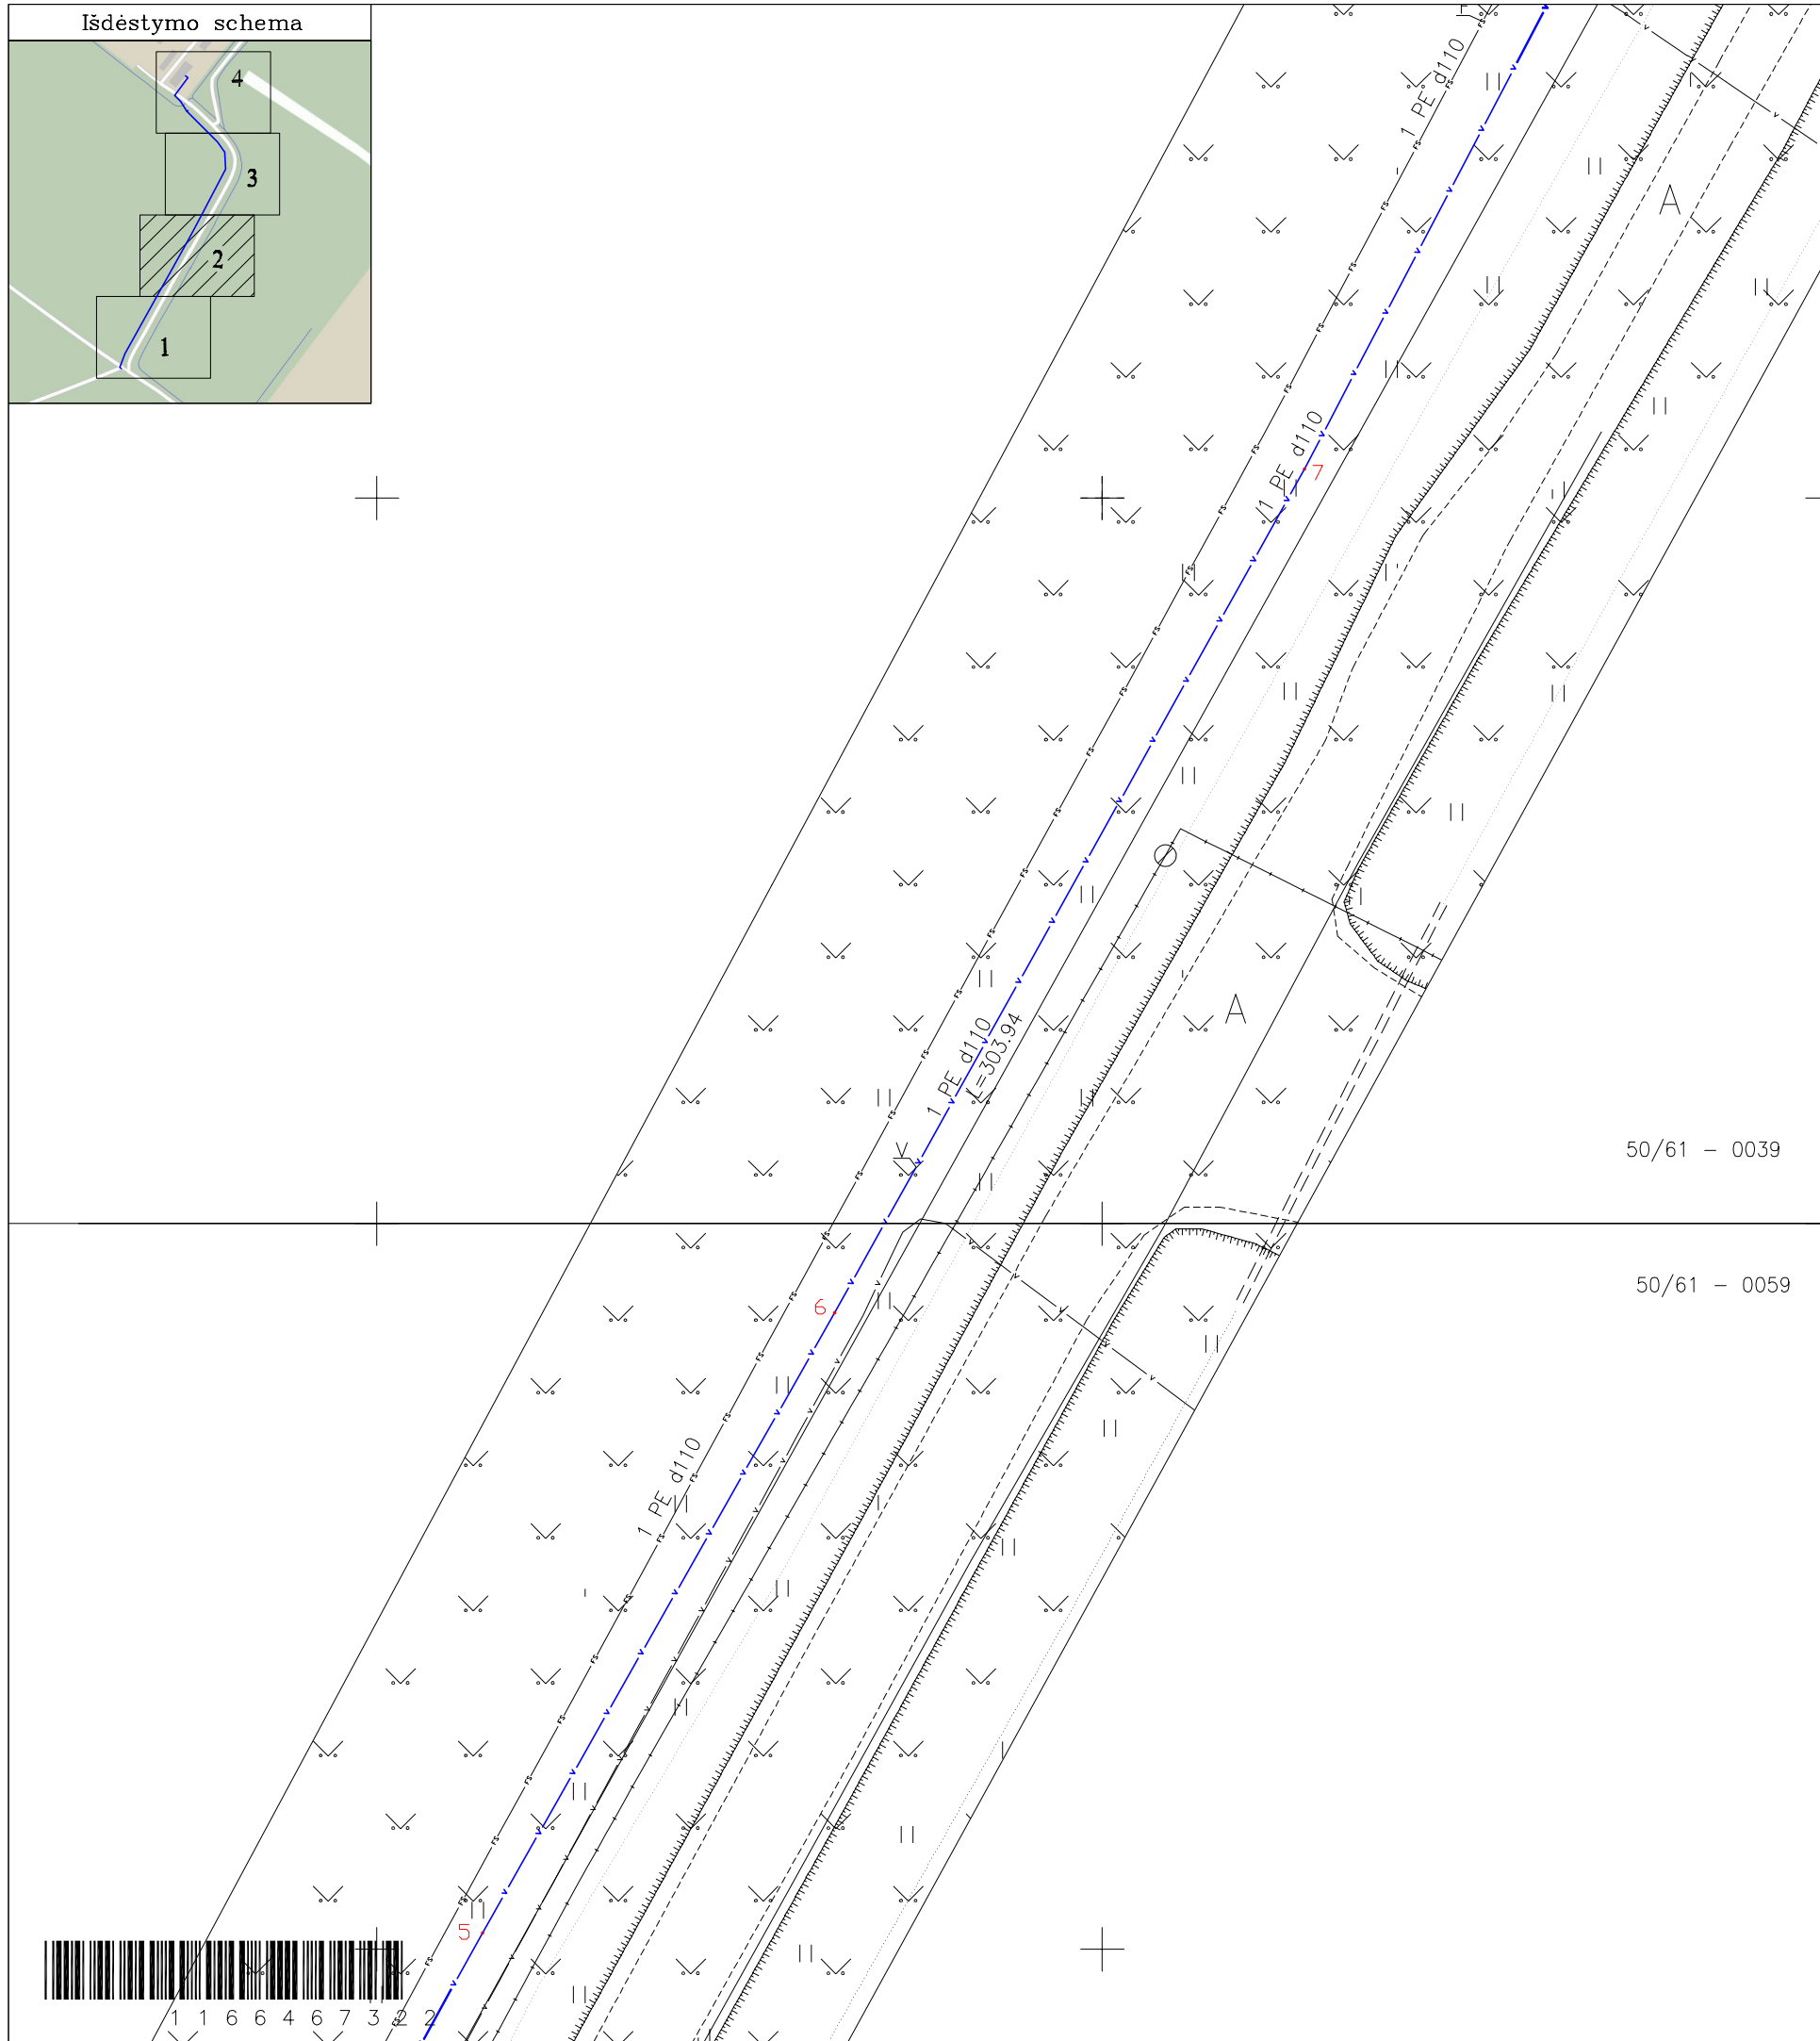 Išdėstymo schema
4
3
2
1
1 PE d110
A
1 PE d110
7
A
1 PE d110
L=303.94
V
50/61 - 0039
50/61 - 0059
6
1 PE d110
5
1 1 6 6 4 6 7 3 2 2